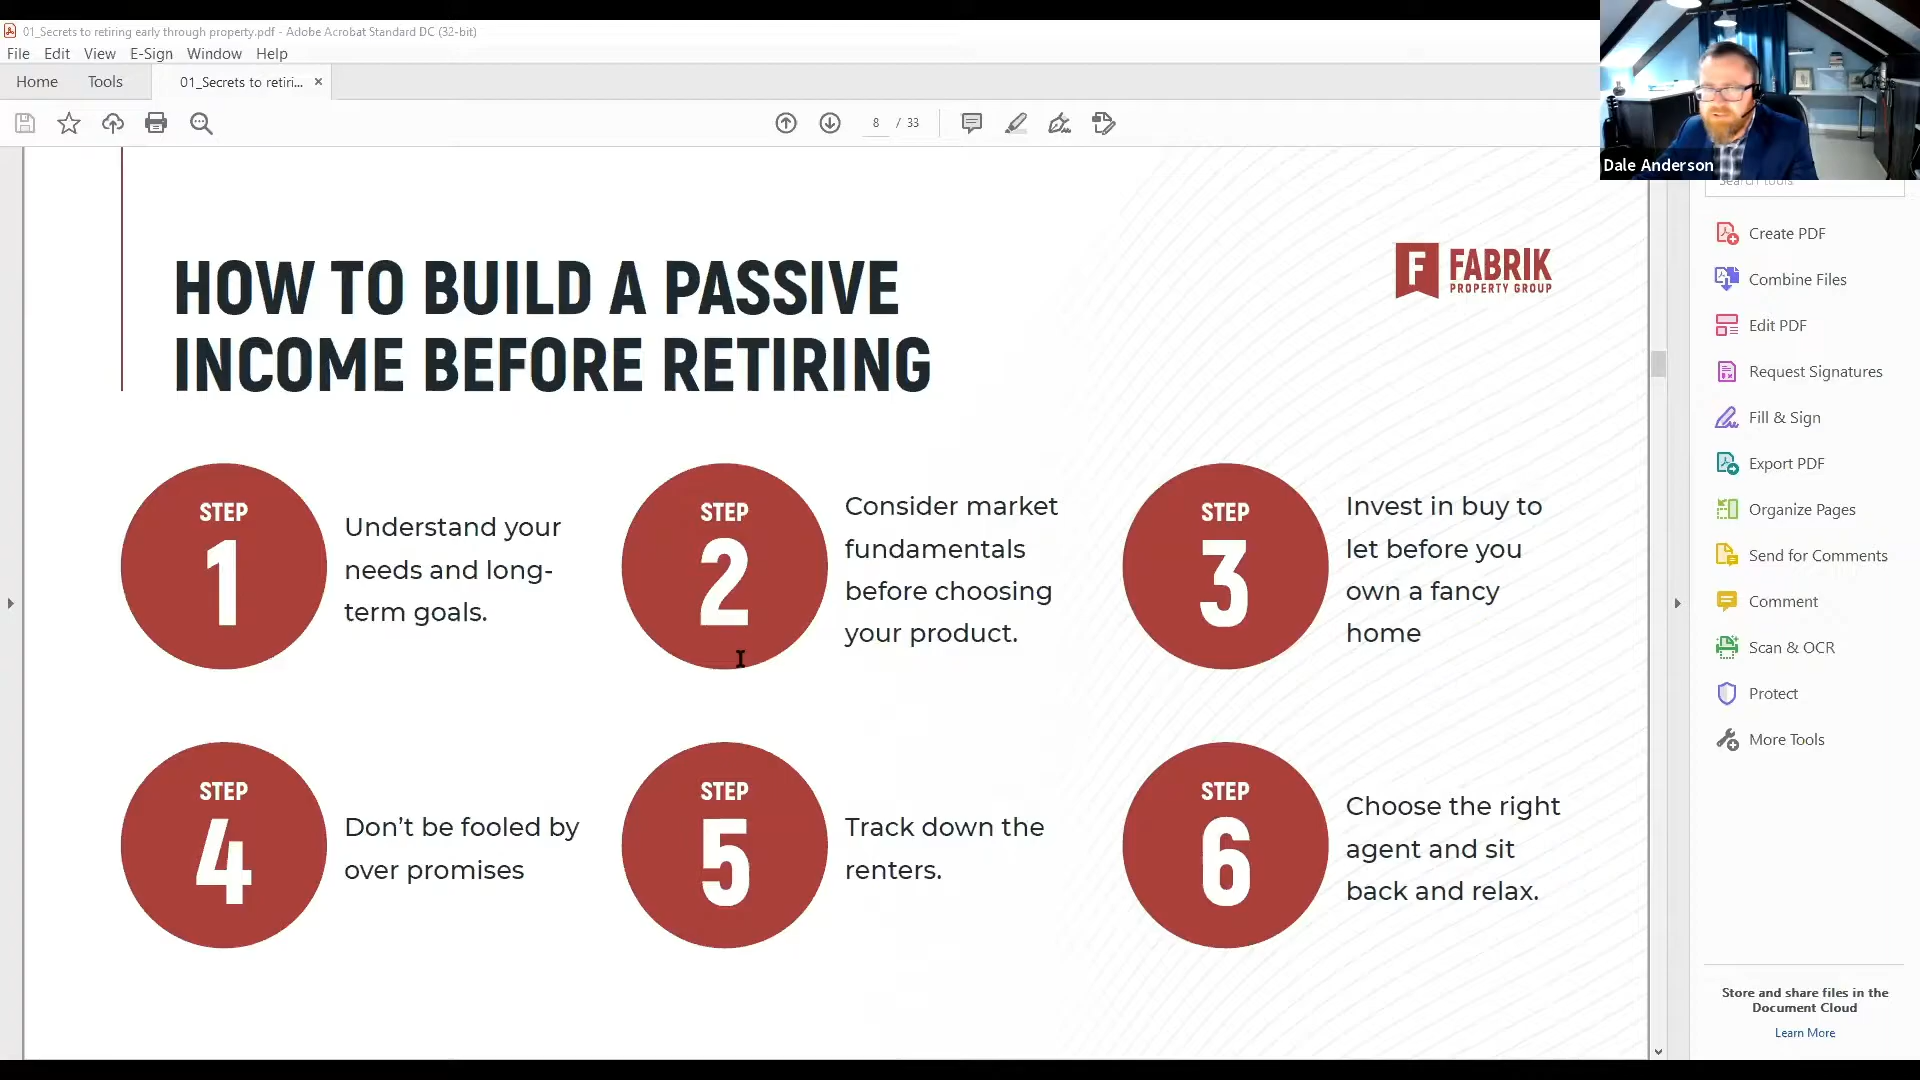 01_Secrets to retiring early through property.pdf - Adobe Acrobat Standard DC (32-bit)
File Edit View E-Sign Window Help
Home Tools 01_Secrets to retiri... ×
8 / 33
Dale Anderson
Search tools
HOW TO BUILD A PASSIVE
INCOME BEFORE RETIRING
F FABRIK
PROPERTY GROUP
STEP
1
Understand your
needs and long-
term goals.
STEP
2
Consider market
fundamentals
before choosing
your product.
STEP
3
Invest in buy to
let before you
own a fancy
home
STEP
4
Don’t be fooled by
over promises
STEP
5
Track down the
renters.
STEP
6
Choose the right
agent and sit
back and relax.
Create PDF
Combine Files
Edit PDF
Request Signatures
Fill & Sign
Export PDF
Organize Pages
Send for Comments
Comment
Scan & OCR
Protect
More Tools
Store and share files in the
Document Cloud
Learn More